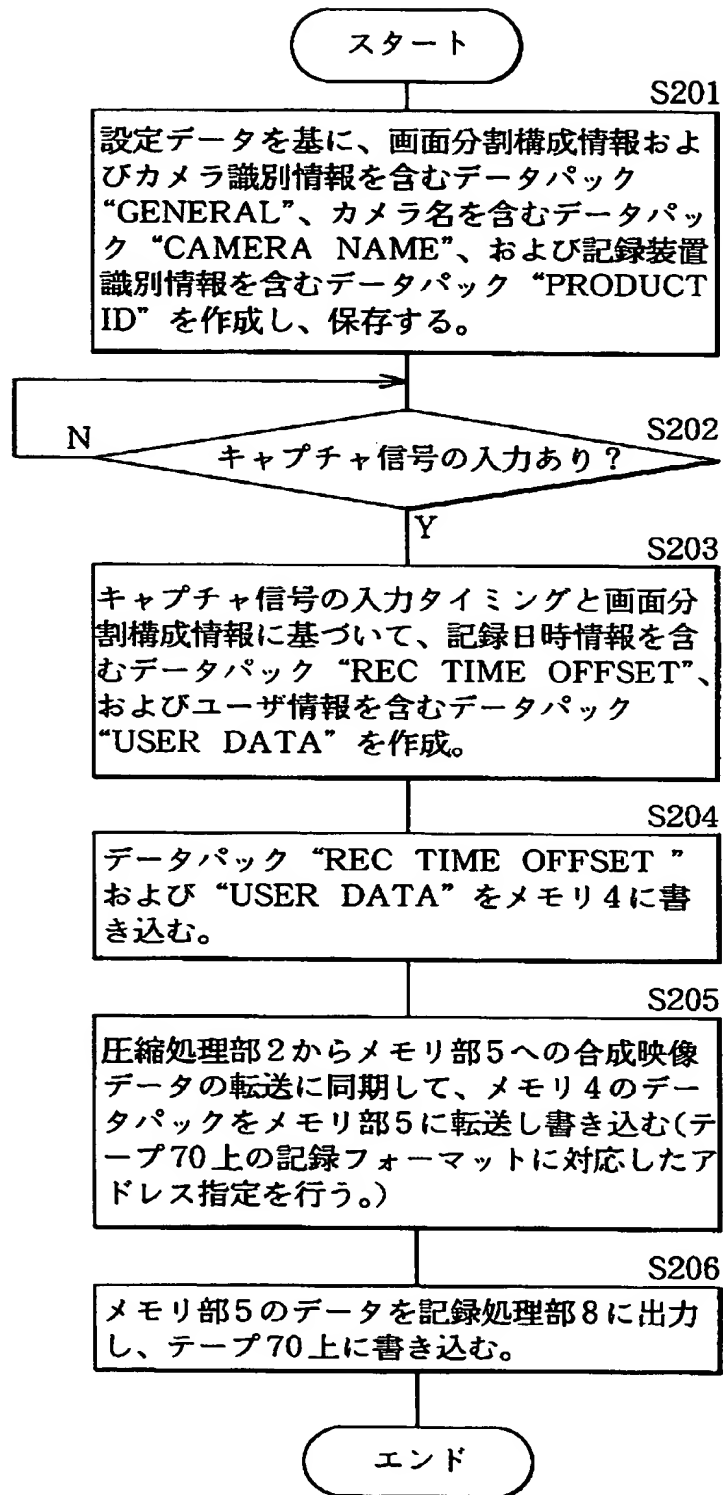 スタート
S201
設定データを基に、画面分割構成情報およ
びカメラ識別情報を含むデータパック
“GENERAL”、カメラ名を含むデータパッ
ク “CAMERA NAME”、および記録装置
識別情報を含むデータパック “PRODUCT
ID” を作成し、保存する。
S202
N
キャプチャ信号の入力あり?
Y
S203
キャプチャ信号の入力タイミングと画面分
割構成情報に基づいて、記録日時情報を含
むデータパック “REC TIME OFFSET”、
およびユーザ情報を含むデータパック
“USER DATA” を作成。
S204
データパック “REC TIME OFFSET ”
および “USER DATA” をメモリ4に書
き込む。
S205
圧縮処理部2からメモリ部5への合成映像
データの転送に同期して、メモリ4のデー
タパックをメモリ部5に転送し書き込む(テ
ープ70上の記録フォーマットに対応したア
ドレス指定を行う。)
S206
メモリ部5のデータを記録処理部8に出力
し、テープ70上に書き込む。
エンド